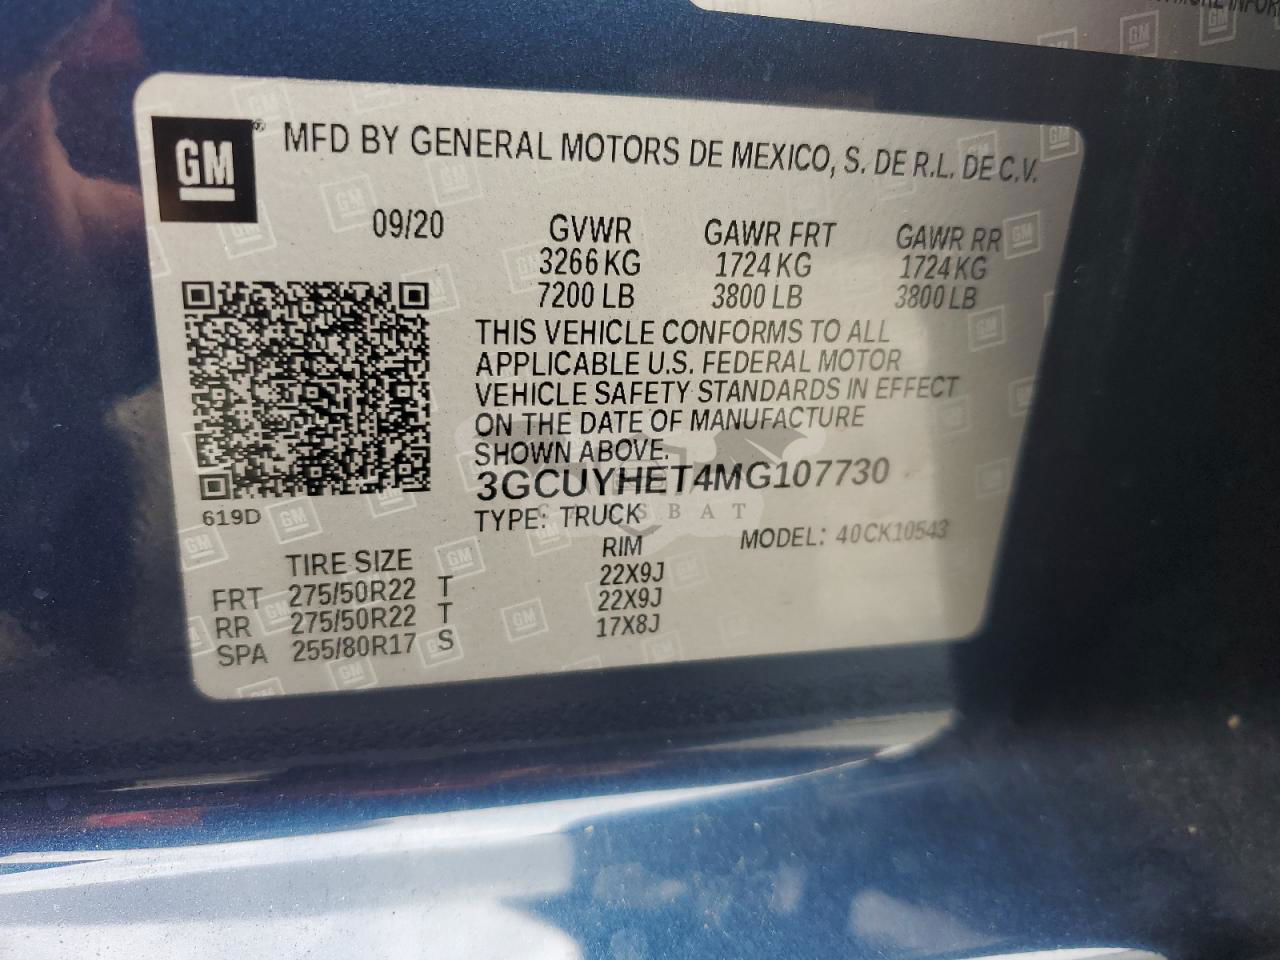 MORE INFOR
GM
MFD BY GENERAL MOTORS DE MEXICO, S. DE R.L. DE C.V.
09/20 GVWR GAWR FRT GAWR RR
3266 KG 1724 KG 1724 KG
7200 LB 3800 LB 3800 LB
THIS VEHICLE CONFORMS TO ALL
APPLICABLE U.S. FEDERAL MOTOR
VEHICLE SAFETY STANDARDS IN EFFECT
ON THE DATE OF MANUFACTURE
SHOWN ABOVE.
3GCUYHET4MG107730
619D
TYPE: TRUCK MODEL: 40CK10543
TIRE SIZE RIM
FRT 275/50R22 T 22X9J
RR 275/50R22 T 22X9J
SPA 255/80R17 S 17X8J